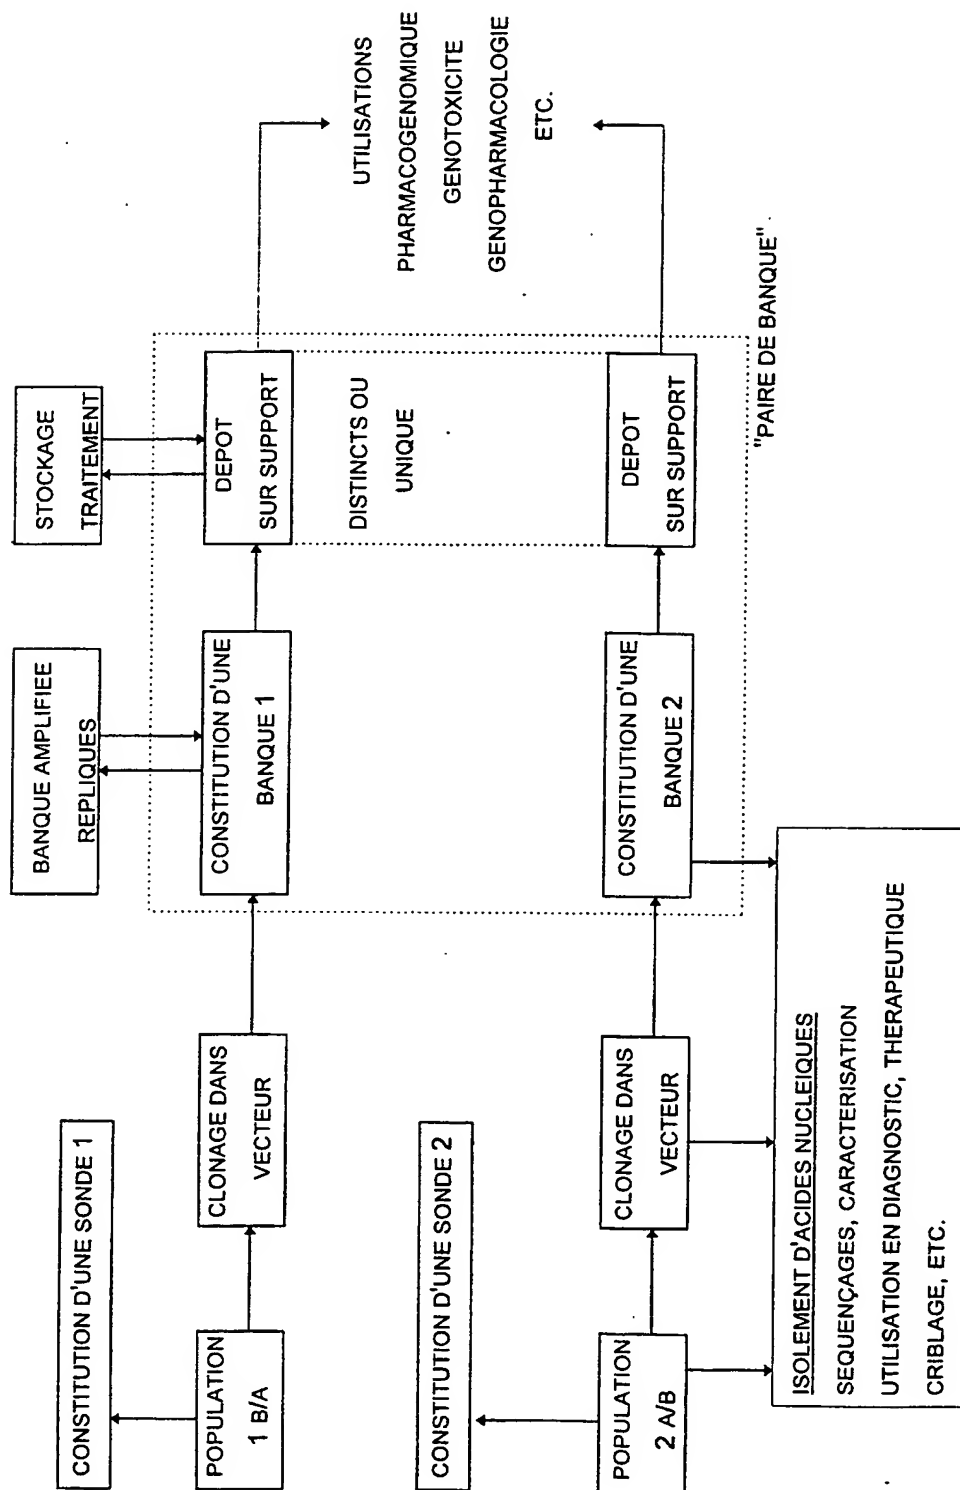 CONSTITUTION D'UNE SONDE 1
POPULATION
1 B/A
CLONAGE DANS
VECTEUR
BANQUE AMPLIFIEE
REPLIQUES
CONSTITUTION D'UNE
BANQUE 1
STOCKAGE
TRAITEMENT
DEPOT
SUR SUPPORT
DISTINCTS OU
UNIQUE
UTILISATIONS
PHARMACOGENOMIQUE
GENOTOXICITE
GENOPHARMACOLOGIE
ETC.
CONSTITUTION D'UNE SONDE 2
POPULATION
2 A/B
CLONAGE DANS
VECTEUR
CONSTITUTION D'UNE
BANQUE 2
DEPOT
SUR SUPPORT
"PAIRE DE BANQUE"
ISOLEMENT D'ACIDES NUCLEIQUES
SEQUENÇAGES, CARACTERISATION
UTILISATION EN DIAGNOSTIC, THERAPEUTIQUE
CRIBLAGE, ETC.